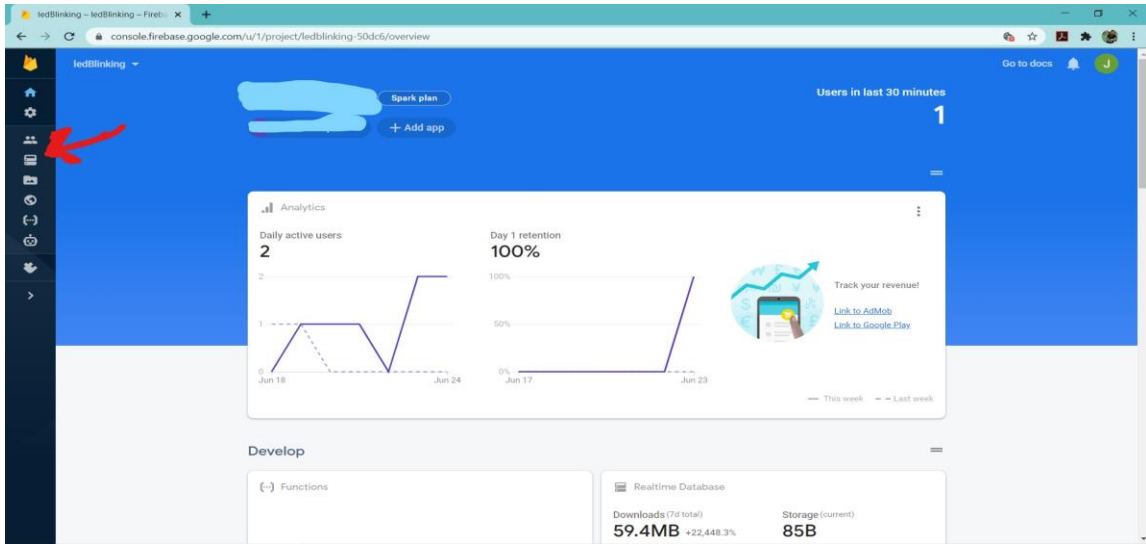 ledBlinking – ledBlinking – Fireba
console.firebase.google.com/u/1/project/ledblinking-50dc6/overview
ledBlinking
Go to docs
J
Spark plan
+ Add app
Users in last 30 minutes
1
Analytics
Daily active users
2
Day 1 retention
100%
2
1
0
Jun 18
Jun 24
100%
50%
0%
Jun 17
Jun 23
Track your revenue!
Link to AdMob
Link to Google Play
This week
Last week
Develop
Functions
Realtime Database
Downloads (7d total)
59.4MB +22,448.3%
Storage (current)
85B